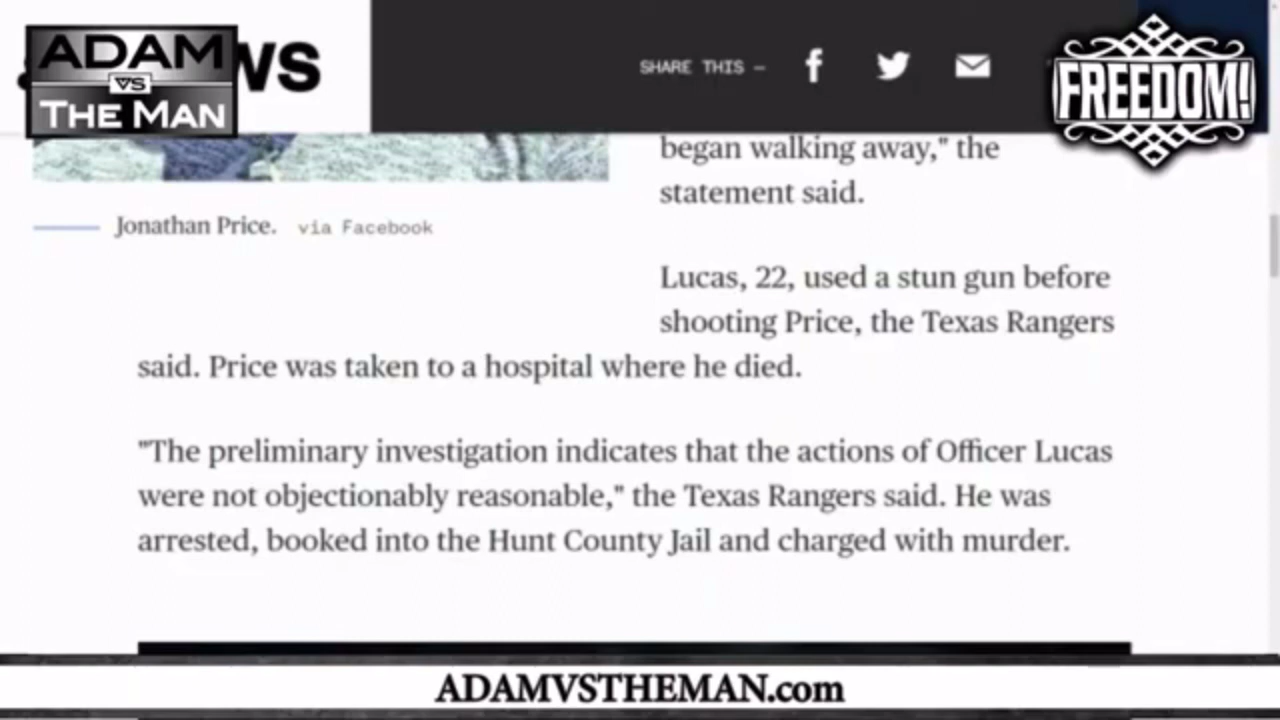 ADAM
VS
THE MAN
WS
SHARE THIS —
FREEDOM!
began walking away," the
statement said.
Jonathan Price. via Facebook
Lucas, 22, used a stun gun before
shooting Price, the Texas Rangers
said. Price was taken to a hospital where he died.
"The preliminary investigation indicates that the actions of Officer Lucas
were not objectionably reasonable," the Texas Rangers said. He was
arrested, booked into the Hunt County Jail and charged with murder.
ADAMVSTHEMAN.com